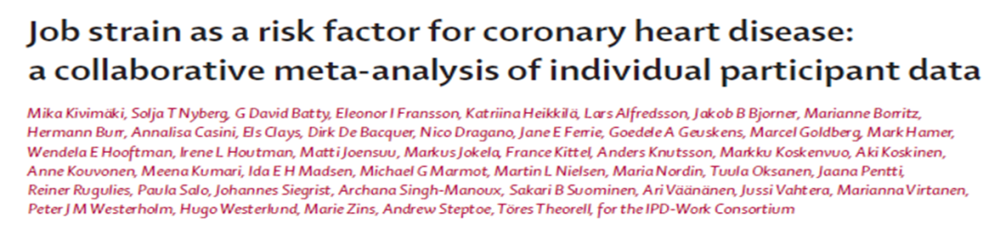 Job strain as a risk factor for coronary heart disease:
a collaborative meta-analysis of individual participant data
Mika Kivimäki, Solja T Nyberg, G David Batty, Eleonor I Fransson, Katriina Heikkilä, Lars Alfredsson, Jakob B Bjorner, Marianne Borritz,
Hermann Burr, Annalisa Casini, Els Clays, Dirk De Bacquer, Nico Dragano, Jane E Ferrie, Goedele A Geuskens, Marcel Goldberg, Mark Hamer,
Wendela E Hooftman, Irene L Houtman, Matti Joensuu, Markus Jokela, France Kittel, Anders Knutsson, Markku Koskenvuo, Aki Koskinen,
Anne Kouvonen, Meena Kumari, Ida E H Madsen, Michael G Marmot, Martin L Nielsen, Maria Nordin, Tuula Oksanen, Jaana Pentti,
Reiner Rugulies, Paula Salo, Johannes Siegrist, Archana Singh-Manoux, Sakari B Suominen, Ari Väänänen, Jussi Vahtera, Marianna Virtanen,
Peter J M Westerholm, Hugo Westerlund, Marie Zins, Andrew Steptoe, Töres Theorell, for the IPD-Work Consortium